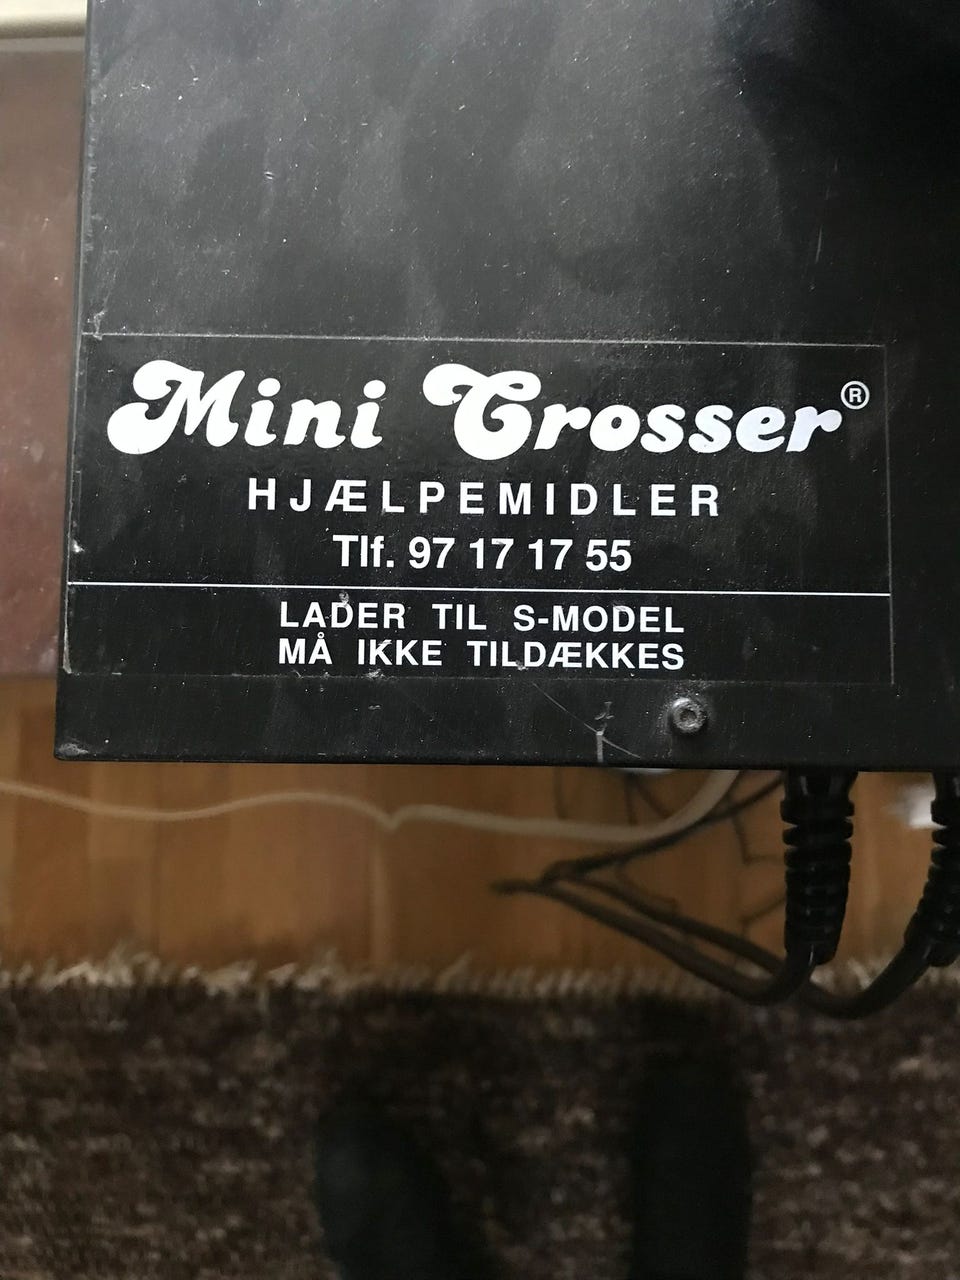 Mini Crosser®
HJÆLPEMIDLER
Tlf. 97 17 17 55
LADER TIL S-MODEL
MÅ IKKE TILDÆKKES